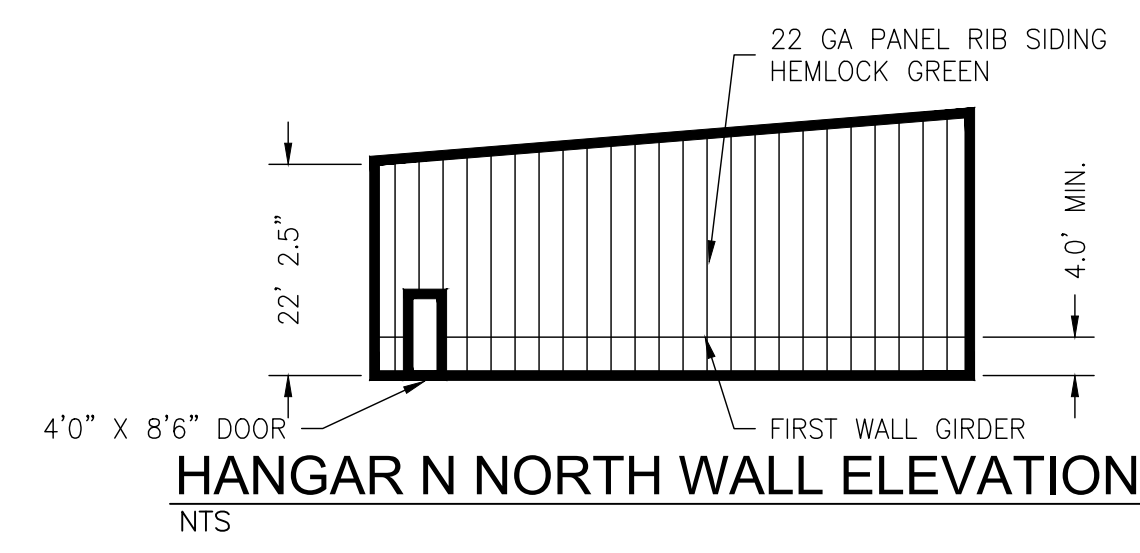 22 GA PANEL RIB SIDING
HEMLOCK GREEN
22' 2.5"
4.0' MIN.
4'0" X 8'6" DOOR
FIRST WALL GIRDER
HANGAR N NORTH WALL ELEVATION
NTS